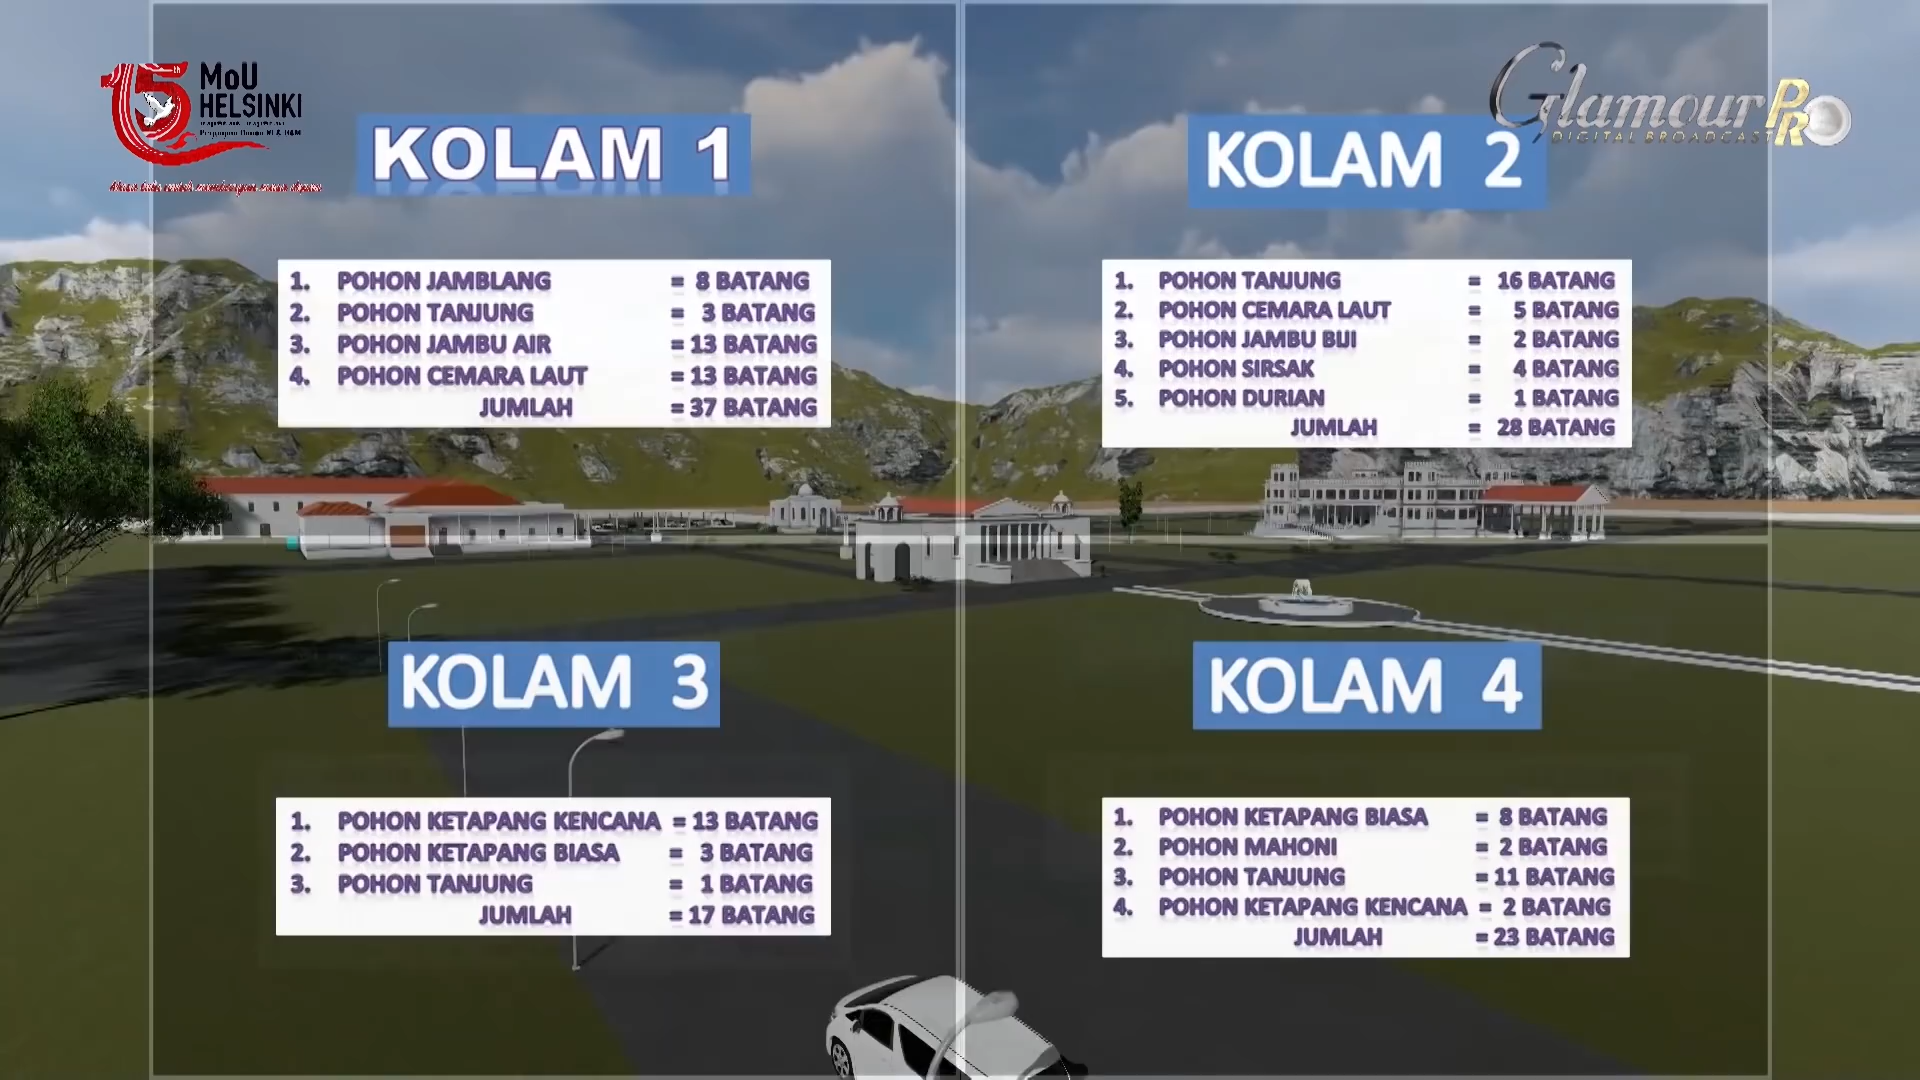 15th
MoU
HELSINKI
Glamour PRO
DIGITAL BROADCAST
KOLAM 1
1. POHON JAMBLANG = 8 BATANG
2. POHON TANJUNG = 3 BATANG
3. POHON JAMBU AIR = 13 BATANG
4. POHON CEMARA LAUT = 13 BATANG
JUMLAH = 37 BATANG
KOLAM 2
1. POHON TANJUNG = 16 BATANG
2. POHON CEMARA LAUT = 5 BATANG
3. POHON JAMBU BIJI = 2 BATANG
4. POHON SIRSAK = 4 BATANG
5. POHON DURIAN = 1 BATANG
JUMLAH = 28 BATANG
KOLAM 3
1. POHON KETAPANG KENCANA = 13 BATANG
2. POHON KETAPANG BIASA = 3 BATANG
3. POHON TANJUNG = 1 BATANG
JUMLAH = 17 BATANG
KOLAM 4
1. POHON KETAPANG BIASA = 8 BATANG
2. POHON MAHONI = 2 BATANG
3. POHON TANJUNG = 11 BATANG
4. POHON KETAPANG KENCANA = 2 BATANG
JUMLAH = 23 BATANG